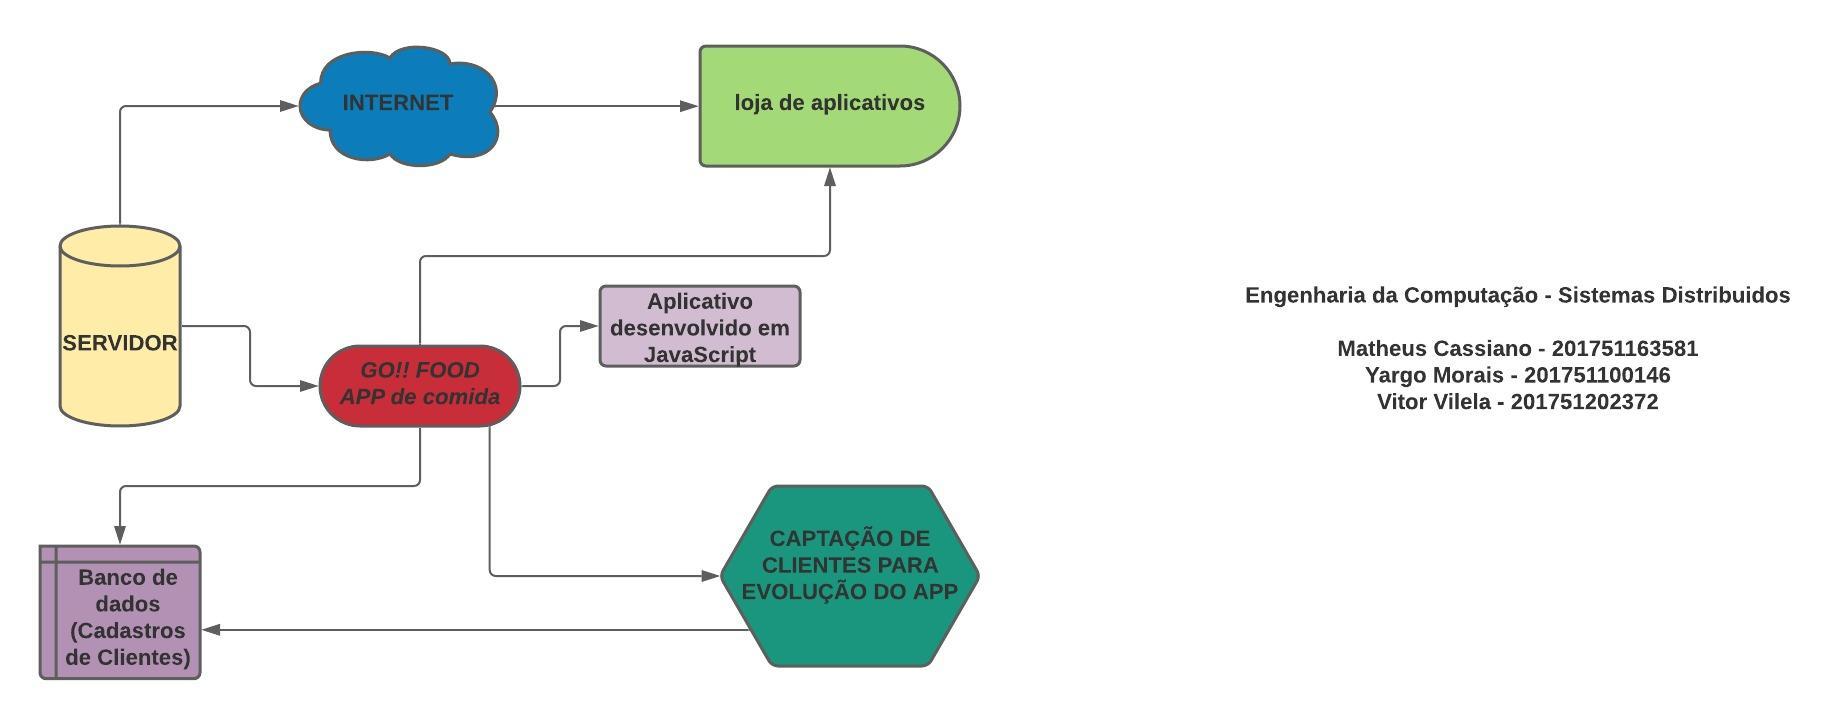 INTERNET
loja de aplicativos
SERVIDOR
Aplicativo
desenvolvido em
JavaScript
GO!! FOOD
APP de comida
CAPTAÇÃO DE
CLIENTES PARA
EVOLUÇÃO DO APP
Banco de
dados
(Cadastros
de Clientes)
Engenharia da Computação - Sistemas Distribuidos
Matheus Cassiano - 201751163581
Yargo Morais - 201751100146
Vitor Vilela - 201751202372